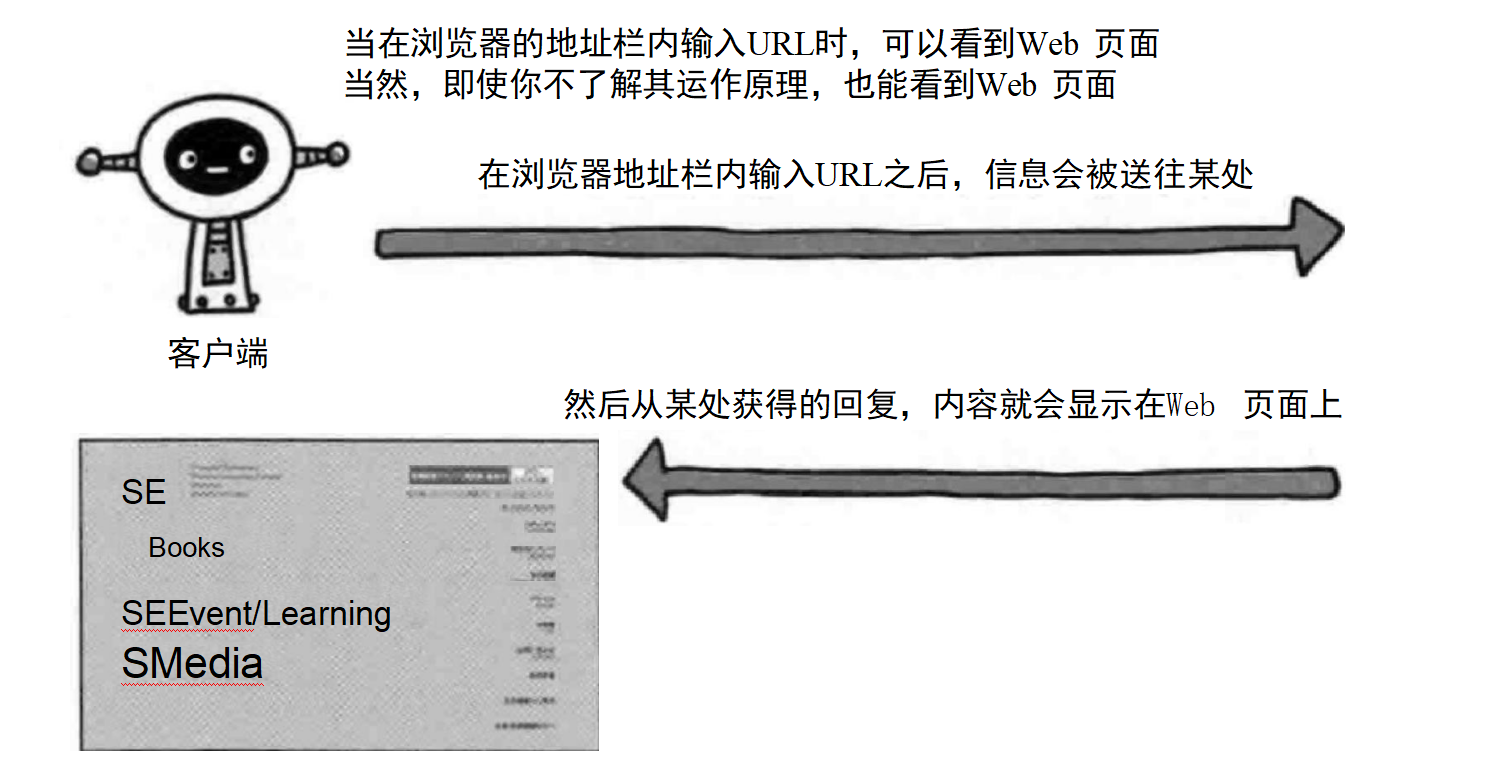 当在浏览器的地址栏内输入URL时，可以看到Web 页面
当然，即使你不了解其运作原理，也能看到Web 页面
在浏览器地址栏内输入URL之后，信息会被送往某处
客户端
然后从某处获得的回复，内容就会显示在Web 页面上
SE
Books
SEEvent/Learning
SMedia